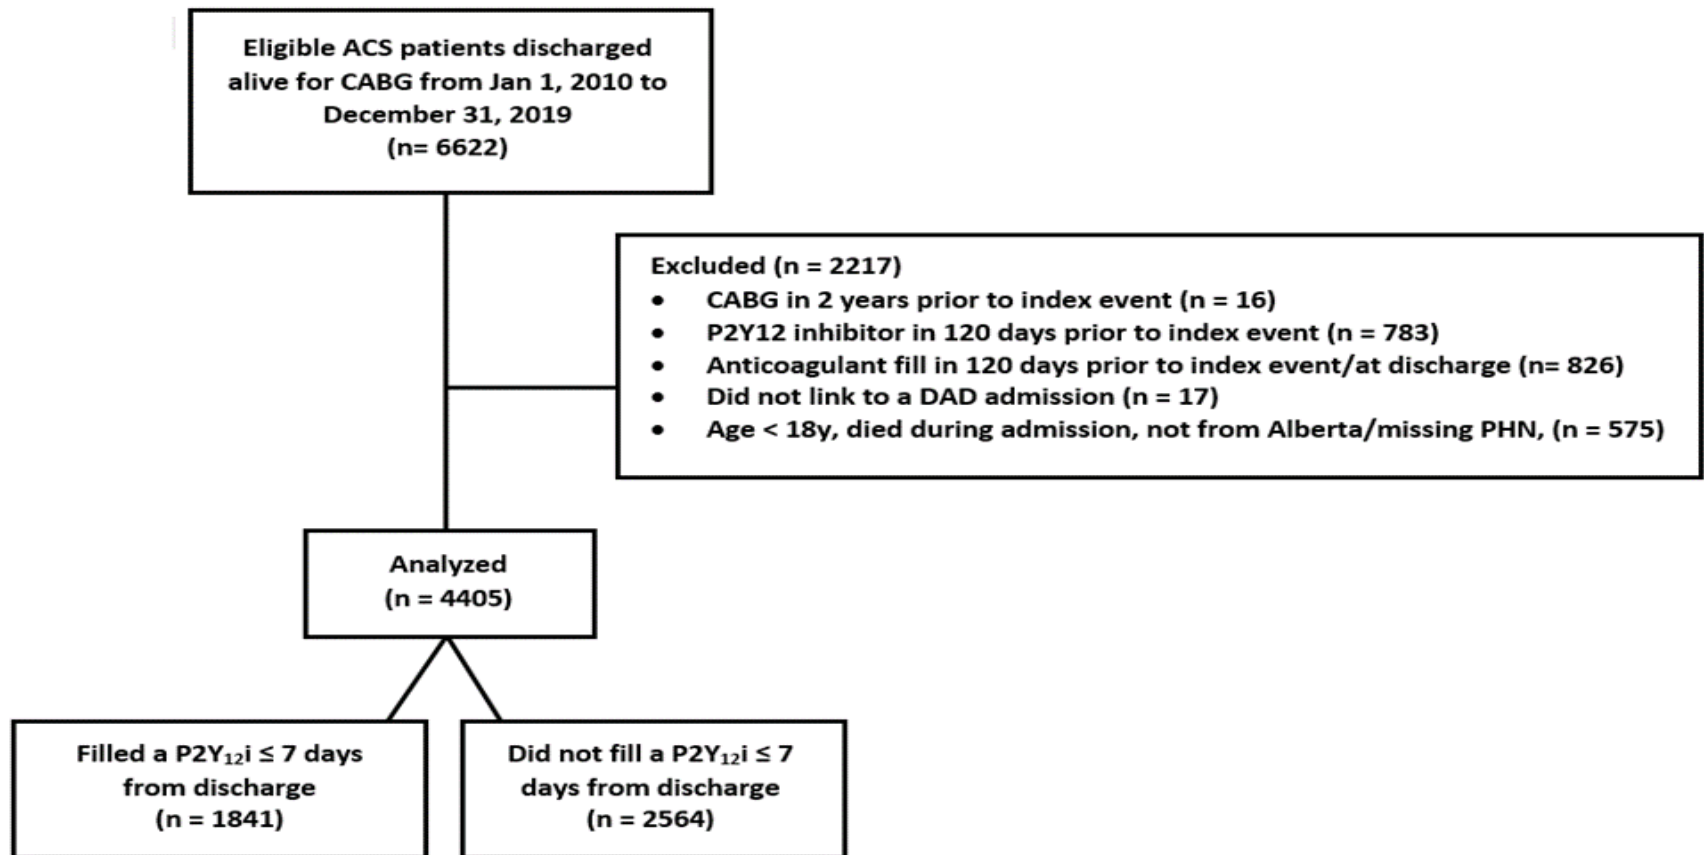 Eligible ACS patients discharged
alive for CABG from Jan 1, 2010 to
December 31, 2019
(n= 6622)
Excluded (n = 2217)
• CABG in 2 years prior to index event (n = 16)
• P2Y12 inhibitor in 120 days prior to index event (n = 783)
• Anticoagulant fill in 120 days prior to index event/at discharge (n= 826)
• Did not link to a DAD admission (n = 17)
• Age < 18y, died during admission, not from Alberta/missing PHN, (n = 575)
Analyzed
(n = 4405)
Filled a P2Y₁₂i ≤ 7 days
from discharge
(n = 1841)
Did not fill a P2Y₁₂i ≤ 7
days from discharge
(n = 2564)